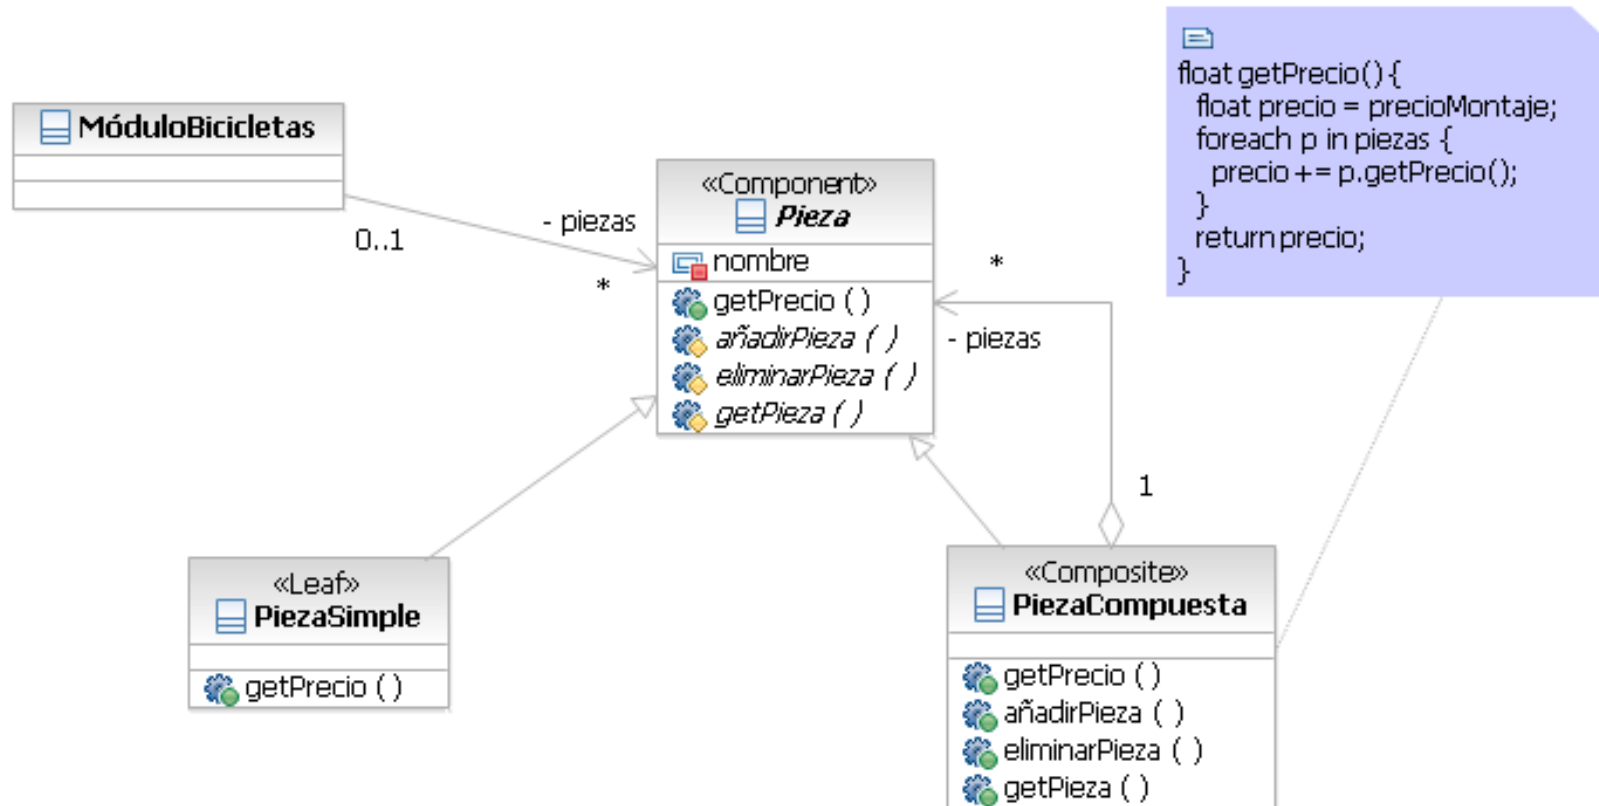 MóduloBicicletas
0..1
- piezas
*
«Component»
Pieza
nombre
getPrecio ( )
añadirPieza ( )
eliminarPieza ( )
getPieza ( )
*
- piezas
1
float getPrecio() {
float precio = precioMontaje;
foreach p in piezas {
precio += p.getPrecio();
}
return precio;
}
«Leaf»
PiezaSimple
getPrecio ( )
«Composite»
PiezaCompuesta
getPrecio ( )
añadirPieza ( )
eliminarPieza ( )
getPieza ( )